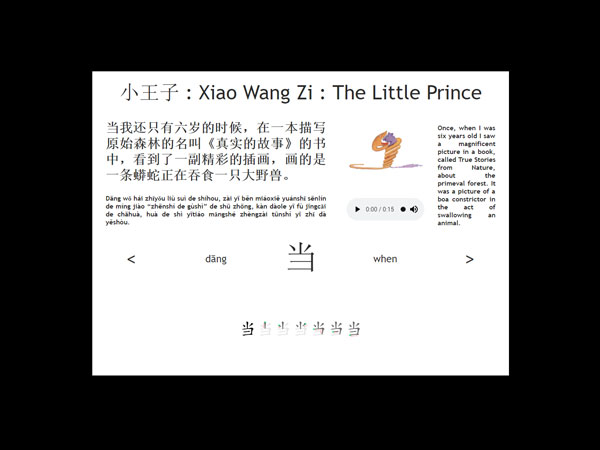 小王子 : Xiao Wang Zi : The Little Prince
当我还只有六岁的时候，在一本描写
原始森林的名叫《真实的故事》的书
中，看到了一副精彩的插画，画的是
一条蟒蛇正在吞食一只大野兽。
Dāng wǒ hái zhǐyǒu liù suì de shíhou, zài yī běn miáoxiě yuánshǐ sēnlín
de míng jiào “zhēnshí de gùshi” de shū zhōng, kàn dàole yī fù jīngcǎi
de chāhuà, huà de shì yītiáo mǎngshé zhèngzài tūnshí yī zhī dà
yěshòu.
Once, when I was
six years old I saw
a magnificent
picture in a book,
called True Stories
from Nature,
about the
primeval forest. It
was a picture of a
boa constrictor in
the act of
swallowing an
animal.
0:00 / 0:15
< dāng 当 when >
当 当 当 当 当 当 当